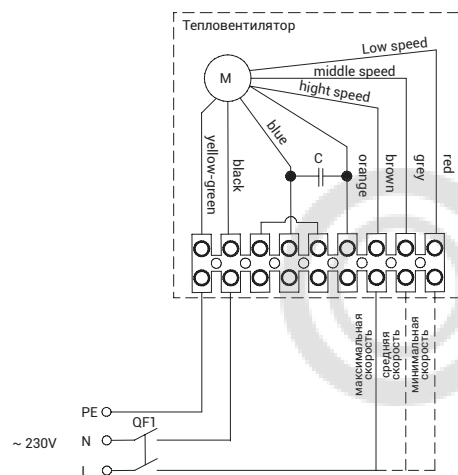 Тепловентилятор
Low speed
middle speed
hight speed
M
blue
C
yellow-green
black
orange
brown
grey
red
максимальная
скорость
средняя
скорость
минимальная
скорость
PE
QF1
~ 230V
N
L